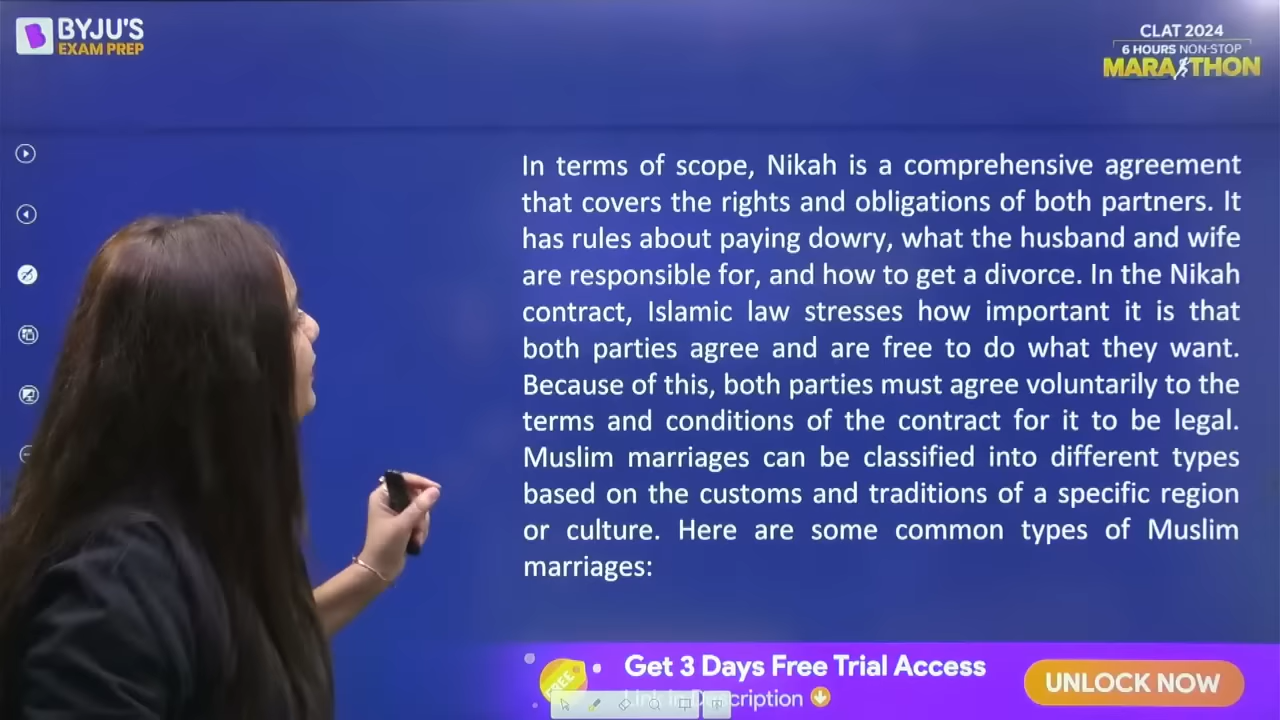 BYJU'S
EXAM PREP
CLAT 2024
6 HOURS NON-STOP
MARATHON
In terms of scope, Nikah is a comprehensive agreement
that covers the rights and obligations of both partners. It
has rules about paying dowry, what the husband and wife
are responsible for, and how to get a divorce. In the Nikah
contract, Islamic law stresses how important it is that
both parties agree and are free to do what they want.
Because of this, both parties must agree voluntarily to the
terms and conditions of the contract for it to be legal.
Muslim marriages can be classified into different types
based on the customs and traditions of a specific region
or culture. Here are some common types of Muslim
marriages:
FREE
Get 3 Days Free Trial Access
Link in Description
UNLOCK NOW